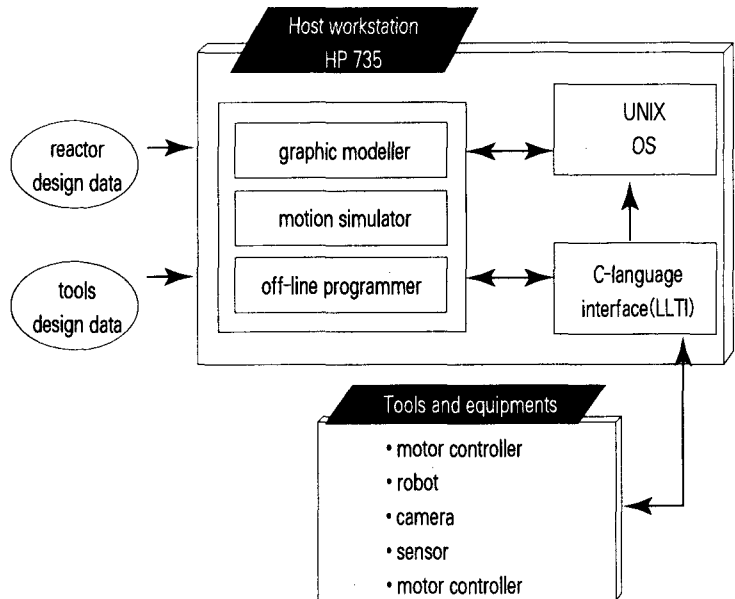 Host workstation
HP 735
reactor
design data
tools
design data
graphic modeller
motion simulator
off-line programmer
UNIX
OS
C-language
interface(LLTI)
Tools and equipments
• motor controller
• robot
• camera
• sensor
• motor controller